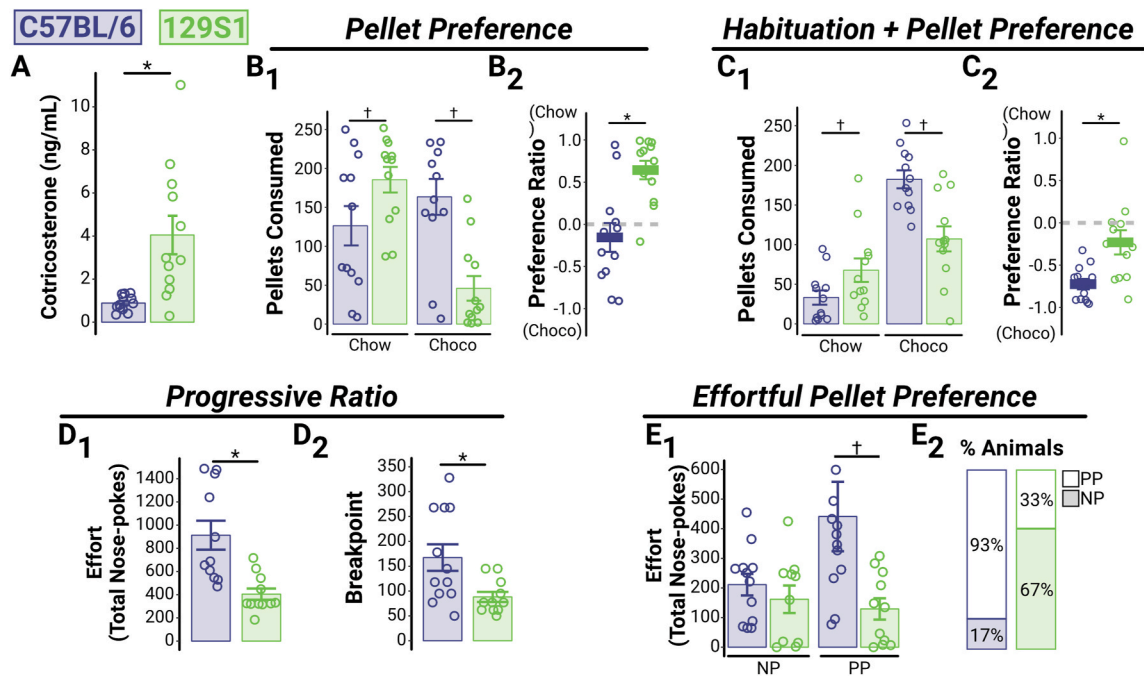 C57BL/6 129S1
Pellet Preference
Habituation + Pellet Preference
A
*
Cotricosterone (ng/mL)
10
8
6
4
2
0
B1
† †
Pellets Consumed
250
200
150
100
50
0
Chow Choco
B2
(Chow
)
*
Preference Ratio
1.0
0.5
0.0
-0.5
-1.0
(Choco)
C1
† †
Pellets Consumed
250
200
150
100
50
0
Chow Choco
C2
(Chow
)
*
Preference Ratio
1.0
0.5
0.0
-0.5
-1.0
(Choco)
Progressive Ratio
Effortful Pellet Preference
D1
*
Effort
(Total Nose-pokes)
1400
1200
1000
800
600
400
200
0
D2
*
Breakpoint
350
300
250
200
150
100
50
0
E1
†
Effort
(Total Nose-pokes)
600
500
400
300
200
100
0
NP PP
E2
% Animals
PP
NP
33%
93%
67%
17%